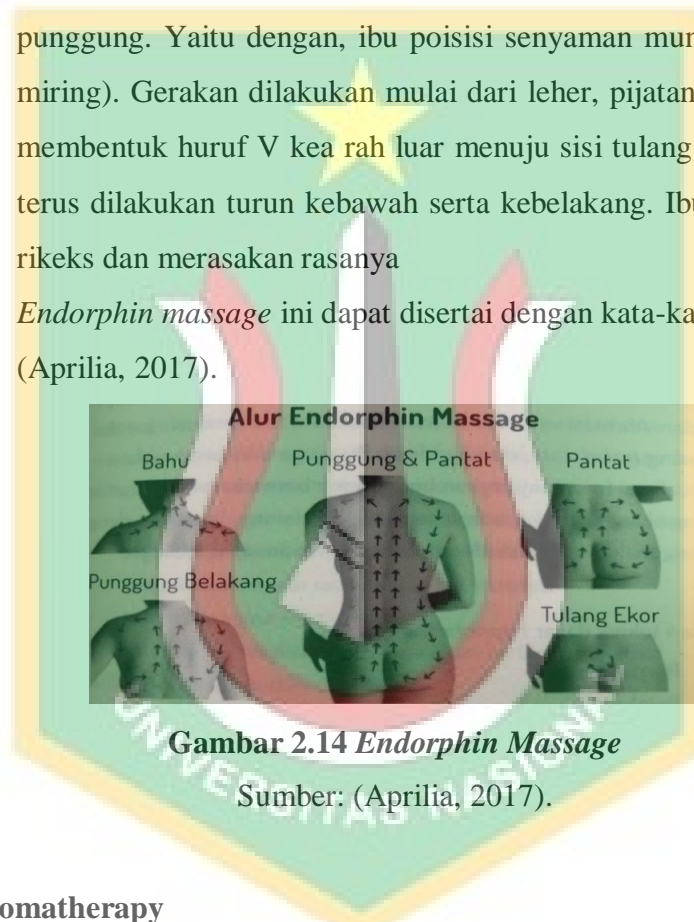 punggung. Yaitu dengan, ibu poisisi senyaman mun
miring). Gerakan dilakukan mulai dari leher, pijatan
membentuk huruf V kea rah luar menuju sisi tulang
terus dilakukan turun kebawah serta kebelakang. Ibu
rikeks dan merasakan rasanya
Endorphin massage ini dapat disertai dengan kata-ka
(Aprilia, 2017).
Alur Endorphin Massage
Bahu
Punggung & Pantat
Pantat
Punggung Belakang
Tulang Ekor
Gambar 2.14 Endorphin Massage
Sumber: (Aprilia, 2017).
UNIVERSITAS NASIONAL
omatherapy